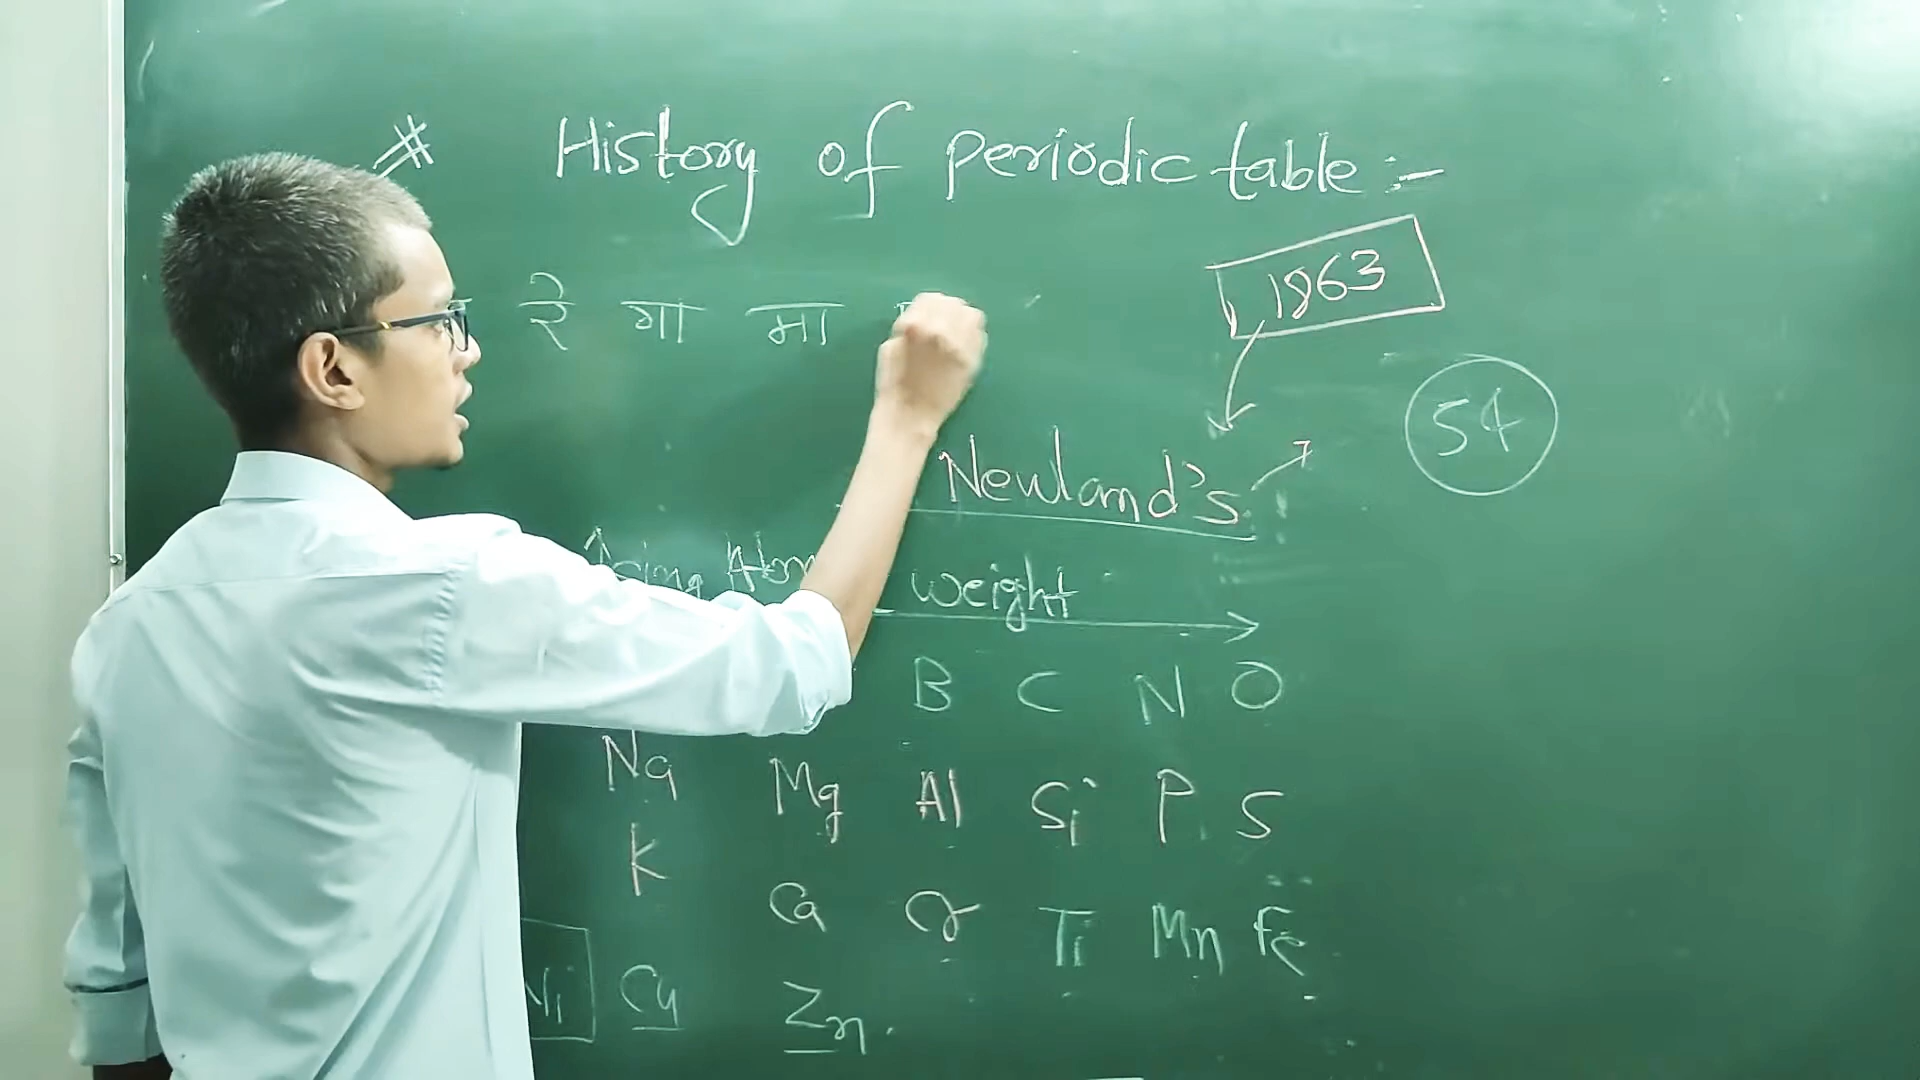 # History of periodic table :-
रे गा मा
1863
54
Newland's
weight
B C N O
Na Mg Al Si P S
K Ca Cr Ti Mn Fe
Ni Cu Zn